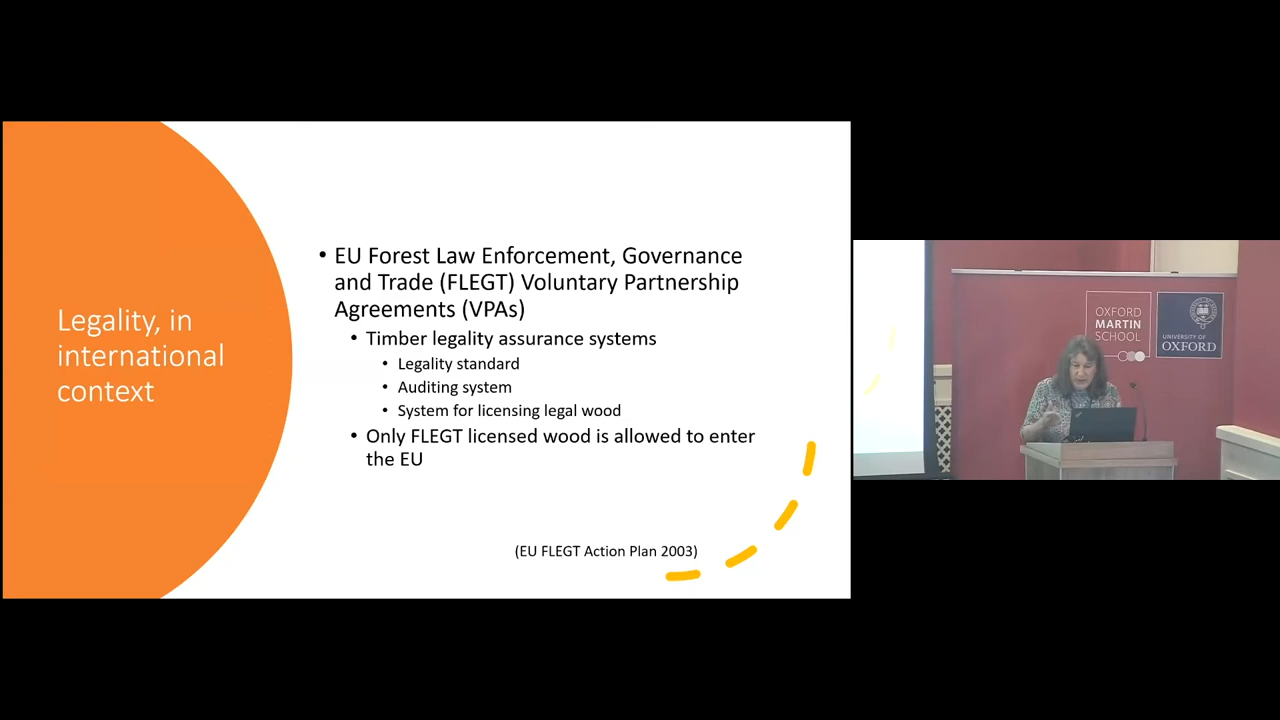 Legality, in
international
context
• EU Forest Law Enforcement, Governance
and Trade (FLEGT) Voluntary Partnership
Agreements (VPAs)
• Timber legality assurance systems
• Legality standard
• Auditing system
• System for licensing legal wood
• Only FLEGT licensed wood is allowed to enter
the EU
(EU FLEGT Action Plan 2003)
OXFORD
MARTIN
SCHOOL
UNIVERSITY OF
OXFORD